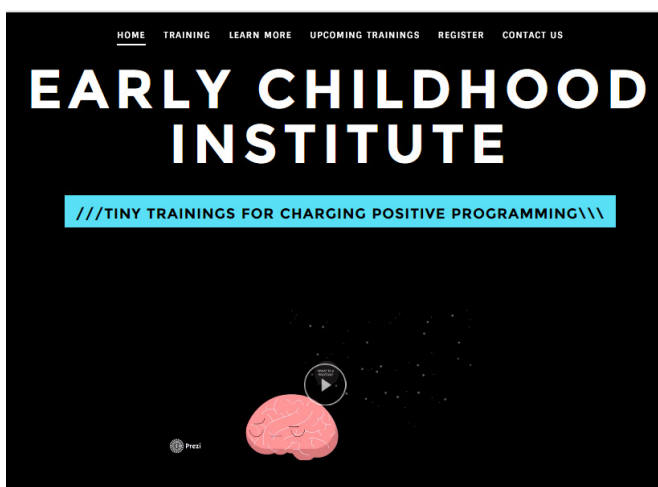 HOME TRAINING LEARN MORE UPCOMING TRAININGS REGISTER CONTACT US
EARLY CHILDHOOD
INSTITUTE
///TINY TRAININGS FOR CHARGING POSITIVE PROGRAMMING\\\
Prezi